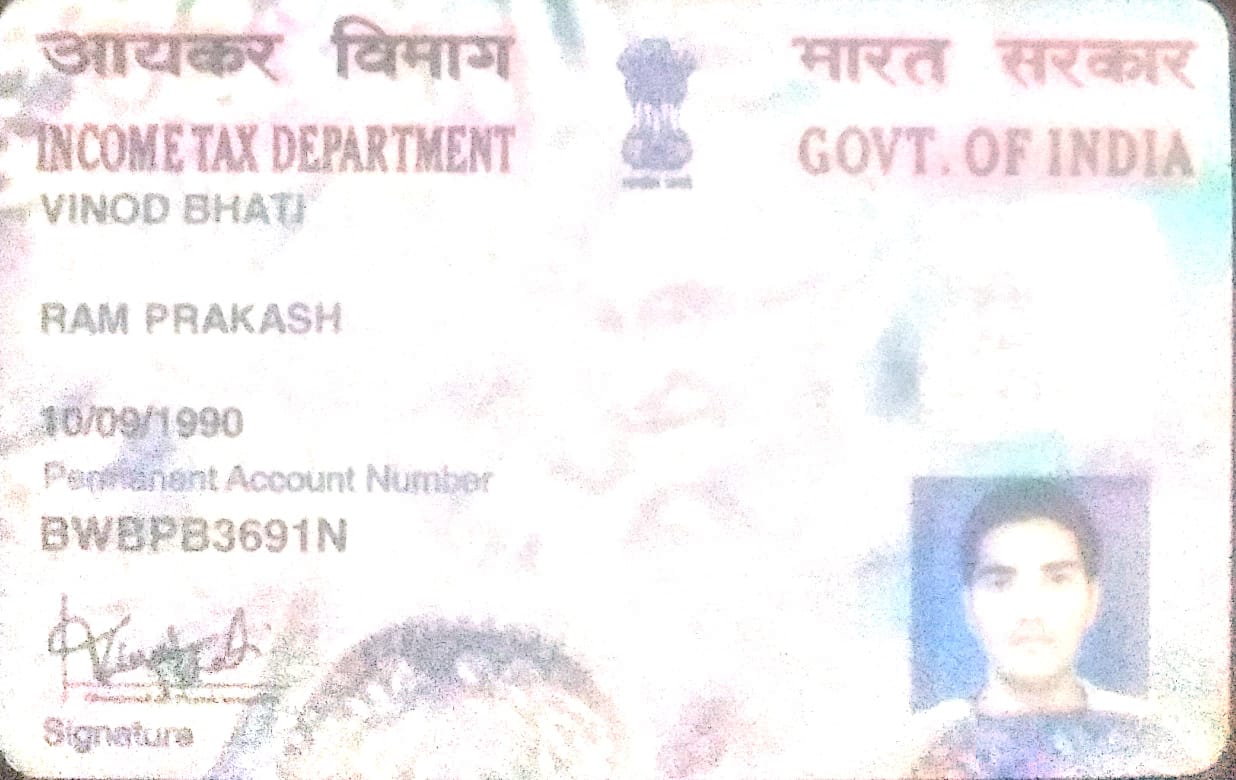 आयकर विभाग
भारत सरकार
INCOME TAX DEPARTMENT
GOVT. OF INDIA
VINOD BHATI
RAM PRAKASH
10/09/1990
Permanent Account Number
BWBPB3691N
Signature